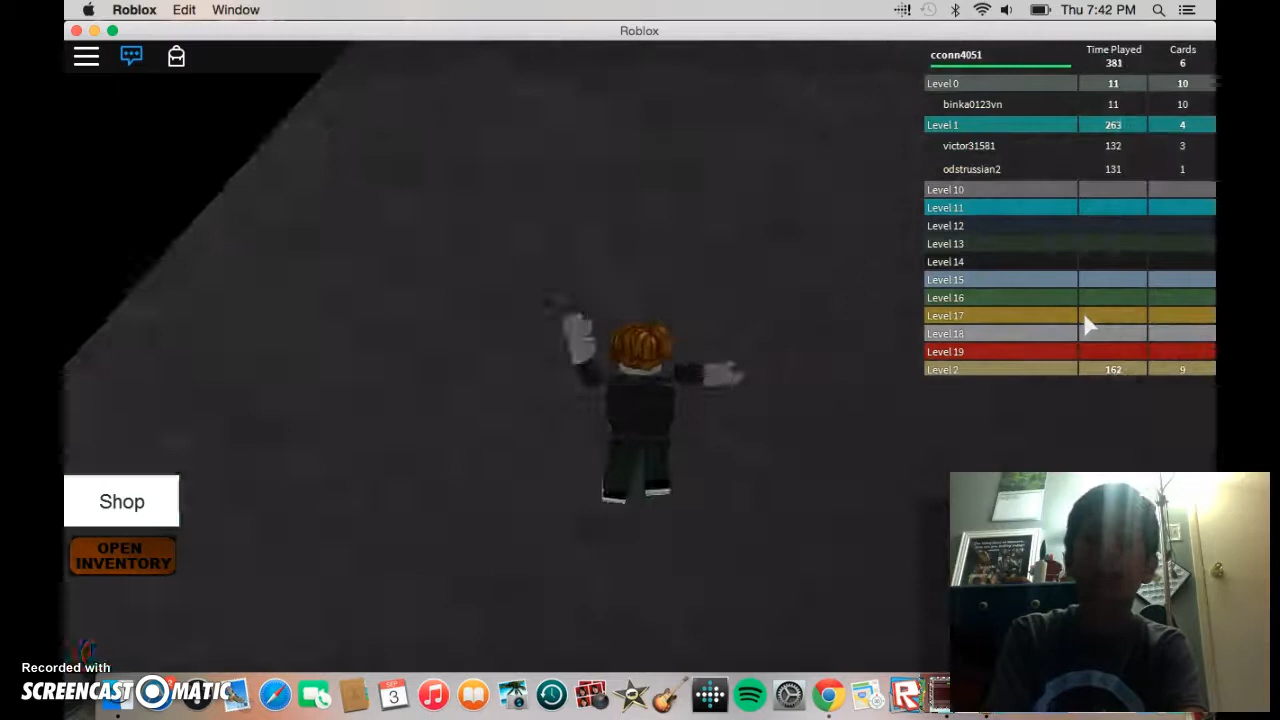 Roblox Edit Window Thu 7:42 PM
Roblox
cconn4051 Time Played Cards
381 6
Level 0 11 10
binka0123vn 11 10
Level 1 263 4
victor31581 132 3
odstrussian2 131 1
Level 10
Level 11
Level 12
Level 13
Level 14
Level 15
Level 16
Level 17
Level 18
Level 19
Level 2 162 9
Shop
OPEN
INVENTORY
Recorded with
SCREENCAST MATIC
SEP
3